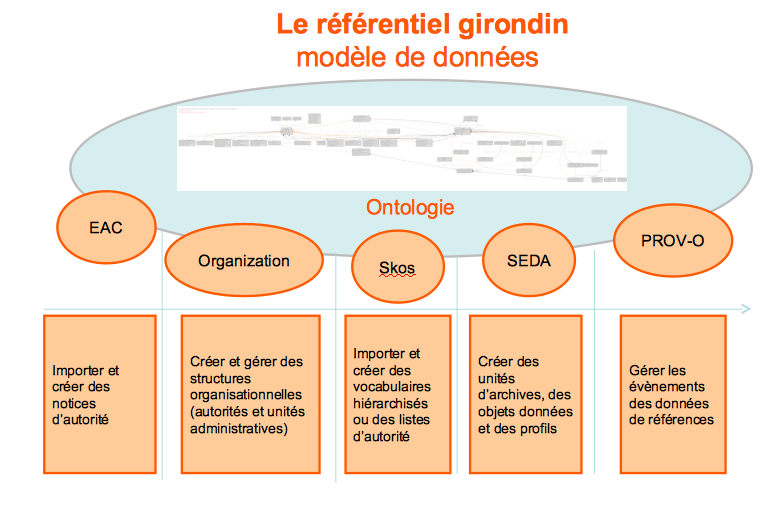 Le référentiel girondin
modèle de données
Ontologie
EAC
Organization
Skos
SEDA
PROV-O
Importer et
créer des
notices
d'autorité
Créer et gérer des
structures
organisationnelles
(autorités et unités
administratives)
Importer et
créer des
vocabulaires
hiérarchisés
ou des listes
d'autorité
Créer des
unités
d'archives, des
objets données
et des profils
Gérer les
évènements
des données
de références